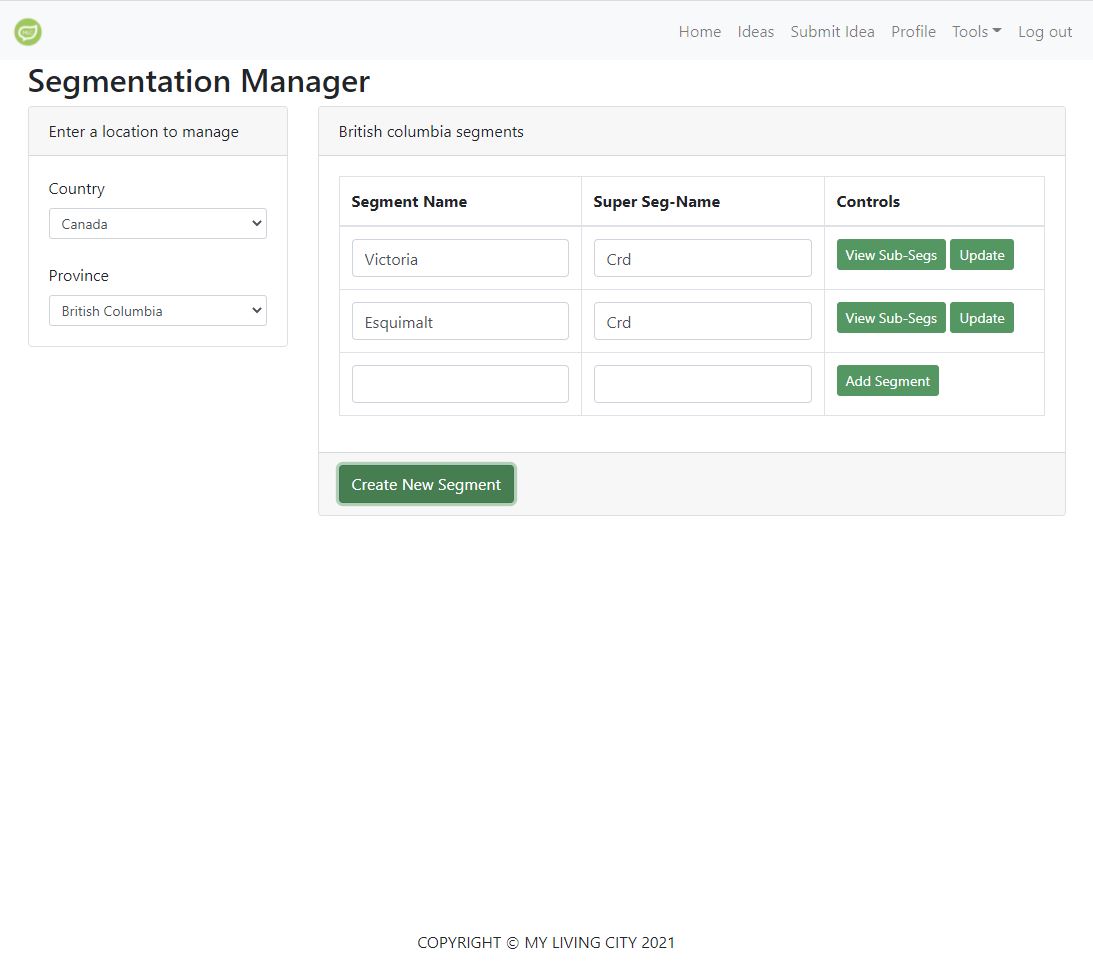 Home Ideas Submit Idea Profile Tools Log out
Segmentation Manager
Enter a location to manage
Country
Canada
Province
British Columbia
British columbia segments
Segment Name Super Seg-Name Controls
Victoria Crd View Sub-Segs Update
Esquimalt Crd View Sub-Segs Update
Add Segment
Create New Segment
COPYRIGHT © MY LIVING CITY 2021